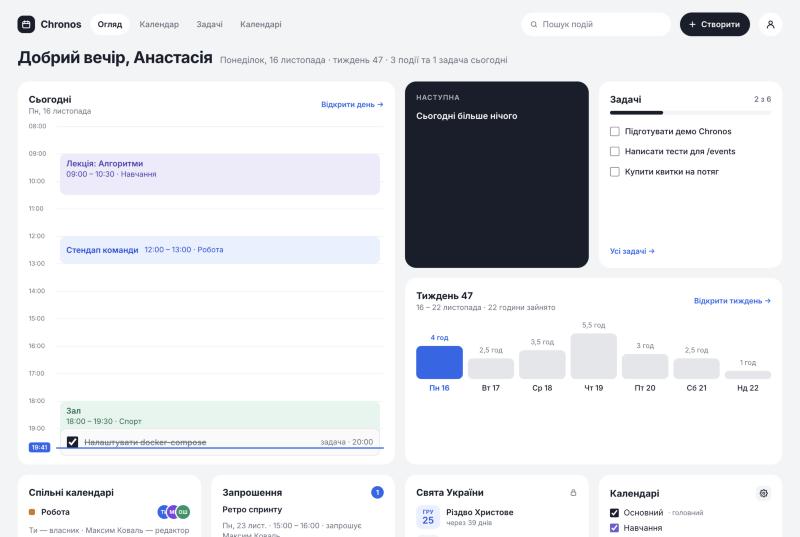 Chronos
Огляд
Календар
Задачі
Календарі
Пошук подій
+ Створити
Добрий вечір, Анастасія
Понеділок, 16 листопада · тиждень 47 · 3 події та 1 задача сьогодні
Сьогодні
Пн, 16 листопада
Відкрити день →
08:00
09:00
Лекція: Алгоритми
09:00 – 10:30 · Навчання
10:00
11:00
12:00
Стендап команди 12:00 – 13:00 · Робота
13:00
14:00
15:00
16:00
17:00
18:00
Зал
18:00 – 19:30 · Спорт
19:00
Налаштувати docker-compose
задача · 20:00
19:41
НАСТУПНА
Сьогодні більше нічого
Задачі
2 з 6
Підготувати демо Chronos
Написати тести для /events
Купити квитки на потяг
Усі задачі →
Тиждень 47
16 – 22 листопада · 22 години зайнято
Відкрити тиждень →
4 год
2,5 год
3,5 год
5,5 год
3 год
2,5 год
1 год
Пн 16
Вт 17
Ср 18
Чт 19
Пт 20
Сб 21
Нд 22
Спільні календарі
Робота
ОШ
Ти — власник · Максим Коваль — редактор
Запрошення
1
Ретро спринту
Пн, 23 лист. · 15:00 – 16:00 · запрошує
Максим Коваль
Свята України
ГРУ
25
Різдво Христове
через 39 днів
Календарі
Основний · головний
Навчання